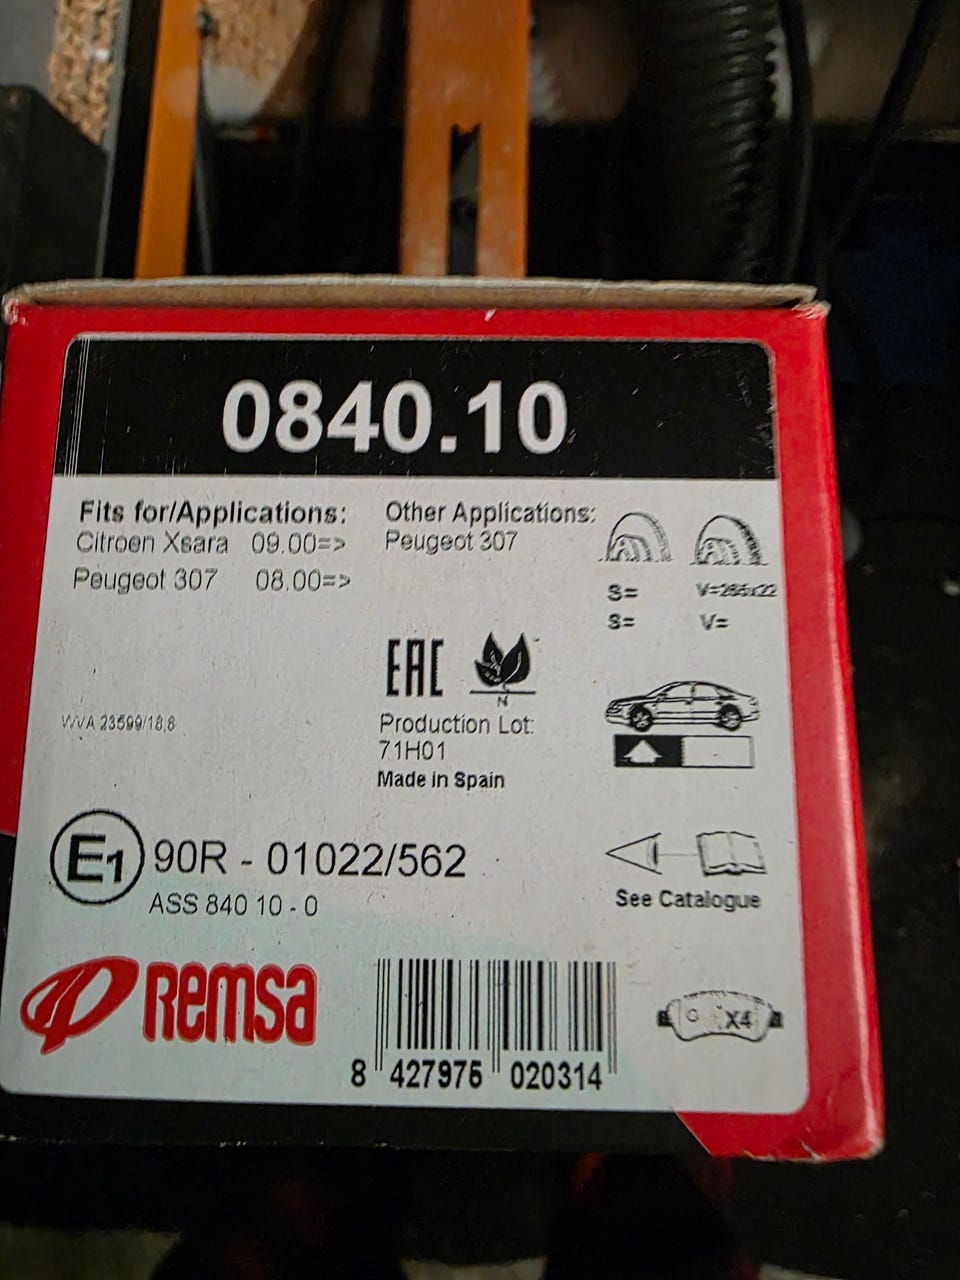 0840.10
Fits for/Applications:
Citroen Xsara 09.00=>
Peugeot 307 08.00=>
Other Applications:
Peugeot 307
S= V=266x22
S= V=
EAC
N
WVA 23599/18,8
Production Lot:
71H01
Made in Spain
E1 90R - 01022/562
ASS 840 10 - 0
See Catalogue
REMSA
X4
8 427975 020314